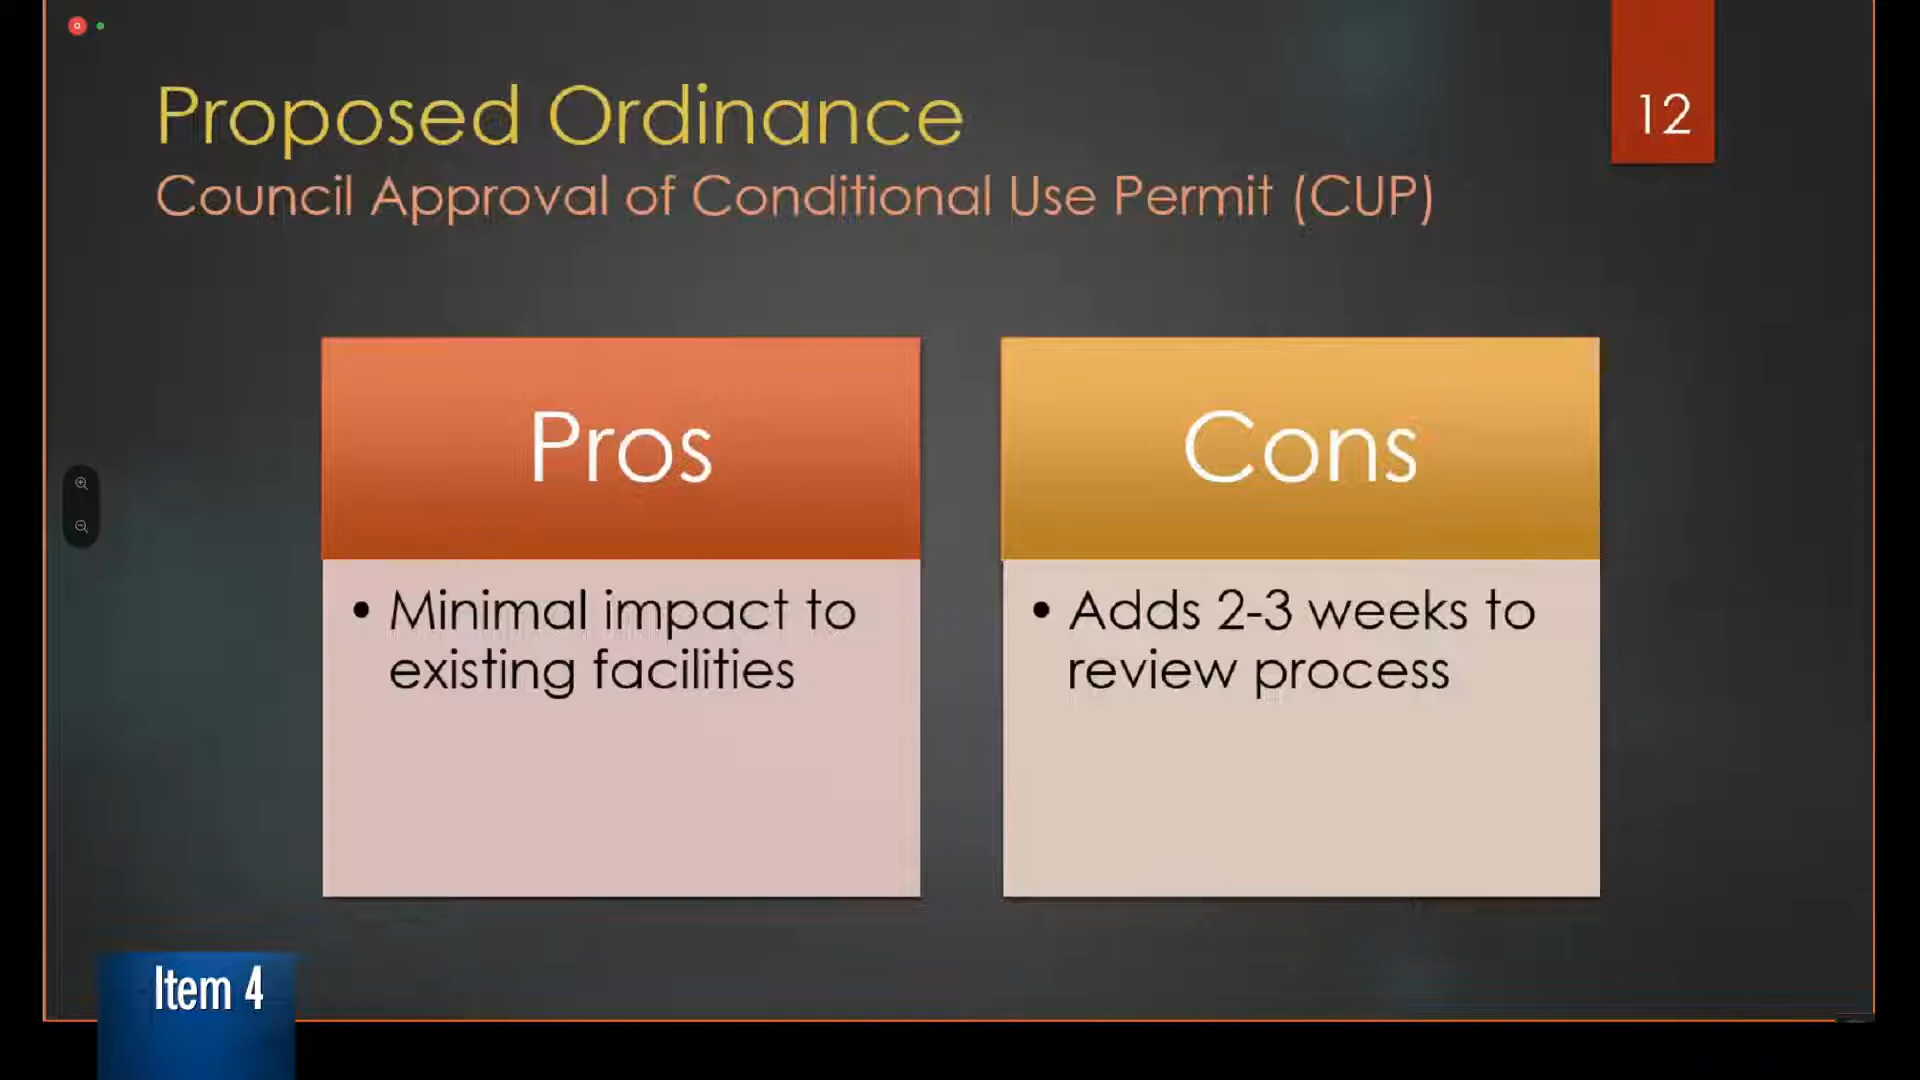 Proposed Ordinance
12
Council Approval of Conditional Use Permit (CUP)
Pros
• Minimal impact to
existing facilities
Cons
• Adds 2-3 weeks to
review process
Item 4